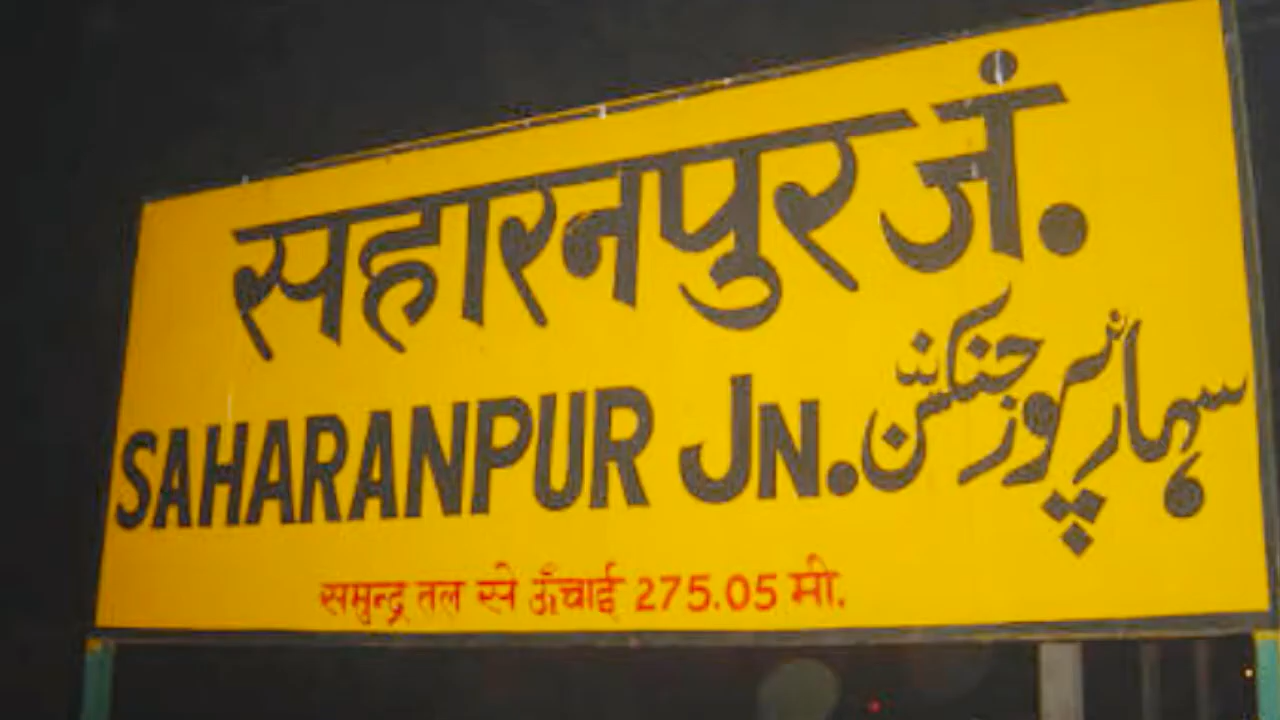 सहारनपुर जं.
SAHARANPUR JN.
سہارنپور جنکشن
समुन्द्र तल से ऊँचाई 275.05 मी.